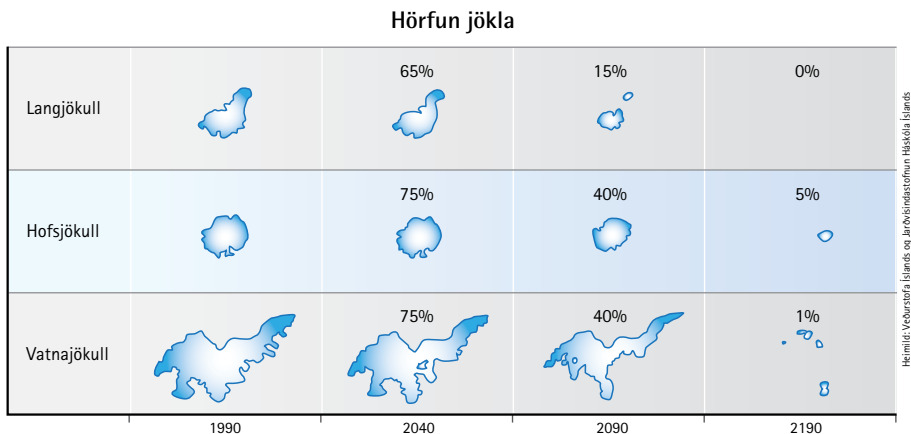 Hörfun jökla
65% 15% 0%
Langjökull
75% 40% 5%
Hofsjökull
75% 40% 1%
Vatnajökull
1990 2040 2090 2190
Heimild: Veðurstofa Íslands og Jarðvísindastofnun Háskóla Íslands